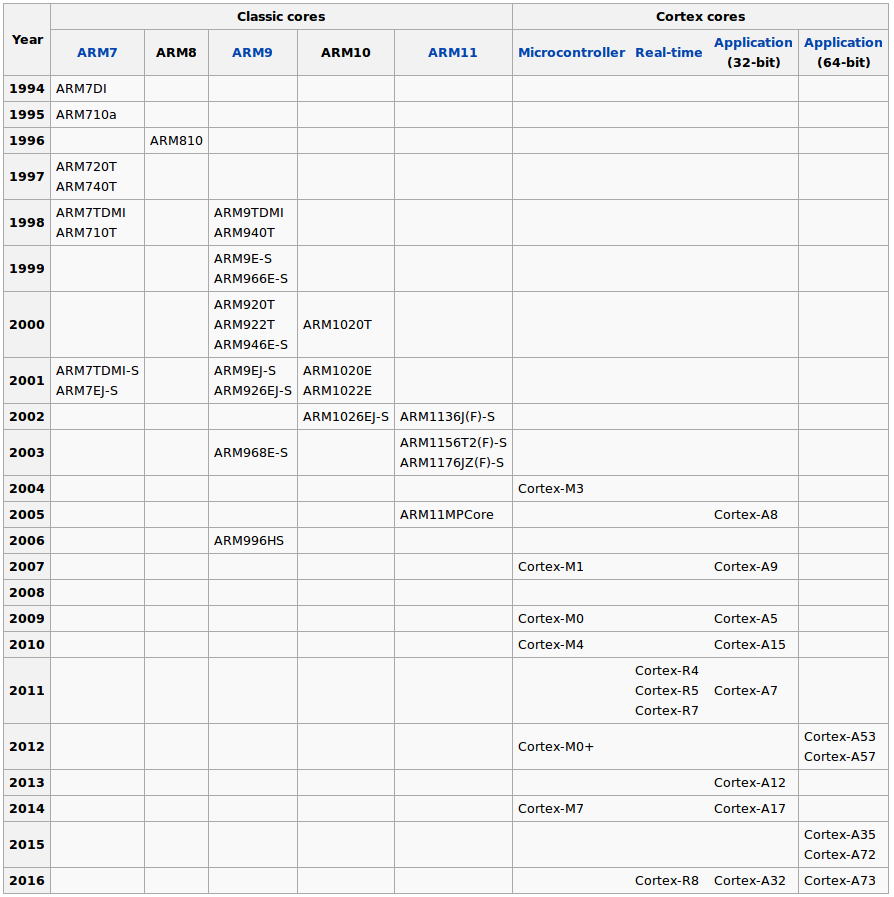 Year Classic cores Cortex cores
ARM7 ARM8 ARM9 ARM10 ARM11 Microcontroller Real-time Application (32-bit) Application (64-bit)
1994 ARM7DI
1995 ARM710a
1996 ARM810
1997 ARM720T
ARM740T
1998 ARM7TDMI ARM9TDMI
ARM710T ARM940T
1999 ARM9E-S
ARM966E-S
2000 ARM920T
ARM922T ARM1020T
ARM946E-S
2001 ARM7TDMI-S ARM9EJ-S ARM1020E
ARM7EJ-S ARM926EJ-S ARM1022E
2002 ARM1026EJ-S ARM1136J(F)-S
2003 ARM968E-S ARM1156T2(F)-S
ARM1176JZ(F)-S
2004 Cortex-M3
2005 ARM11MPCore Cortex-A8
2006 ARM996HS
2007 Cortex-M1 Cortex-A9
2008
2009 Cortex-M0 Cortex-A5
2010 Cortex-M4 Cortex-A15
2011 Cortex-R4
Cortex-R5 Cortex-A7
Cortex-R7
2012 Cortex-M0+ Cortex-A53
Cortex-A57
2013 Cortex-A12
2014 Cortex-M7 Cortex-A17
2015 Cortex-A35
Cortex-A72
2016 Cortex-R8 Cortex-A32 Cortex-A73